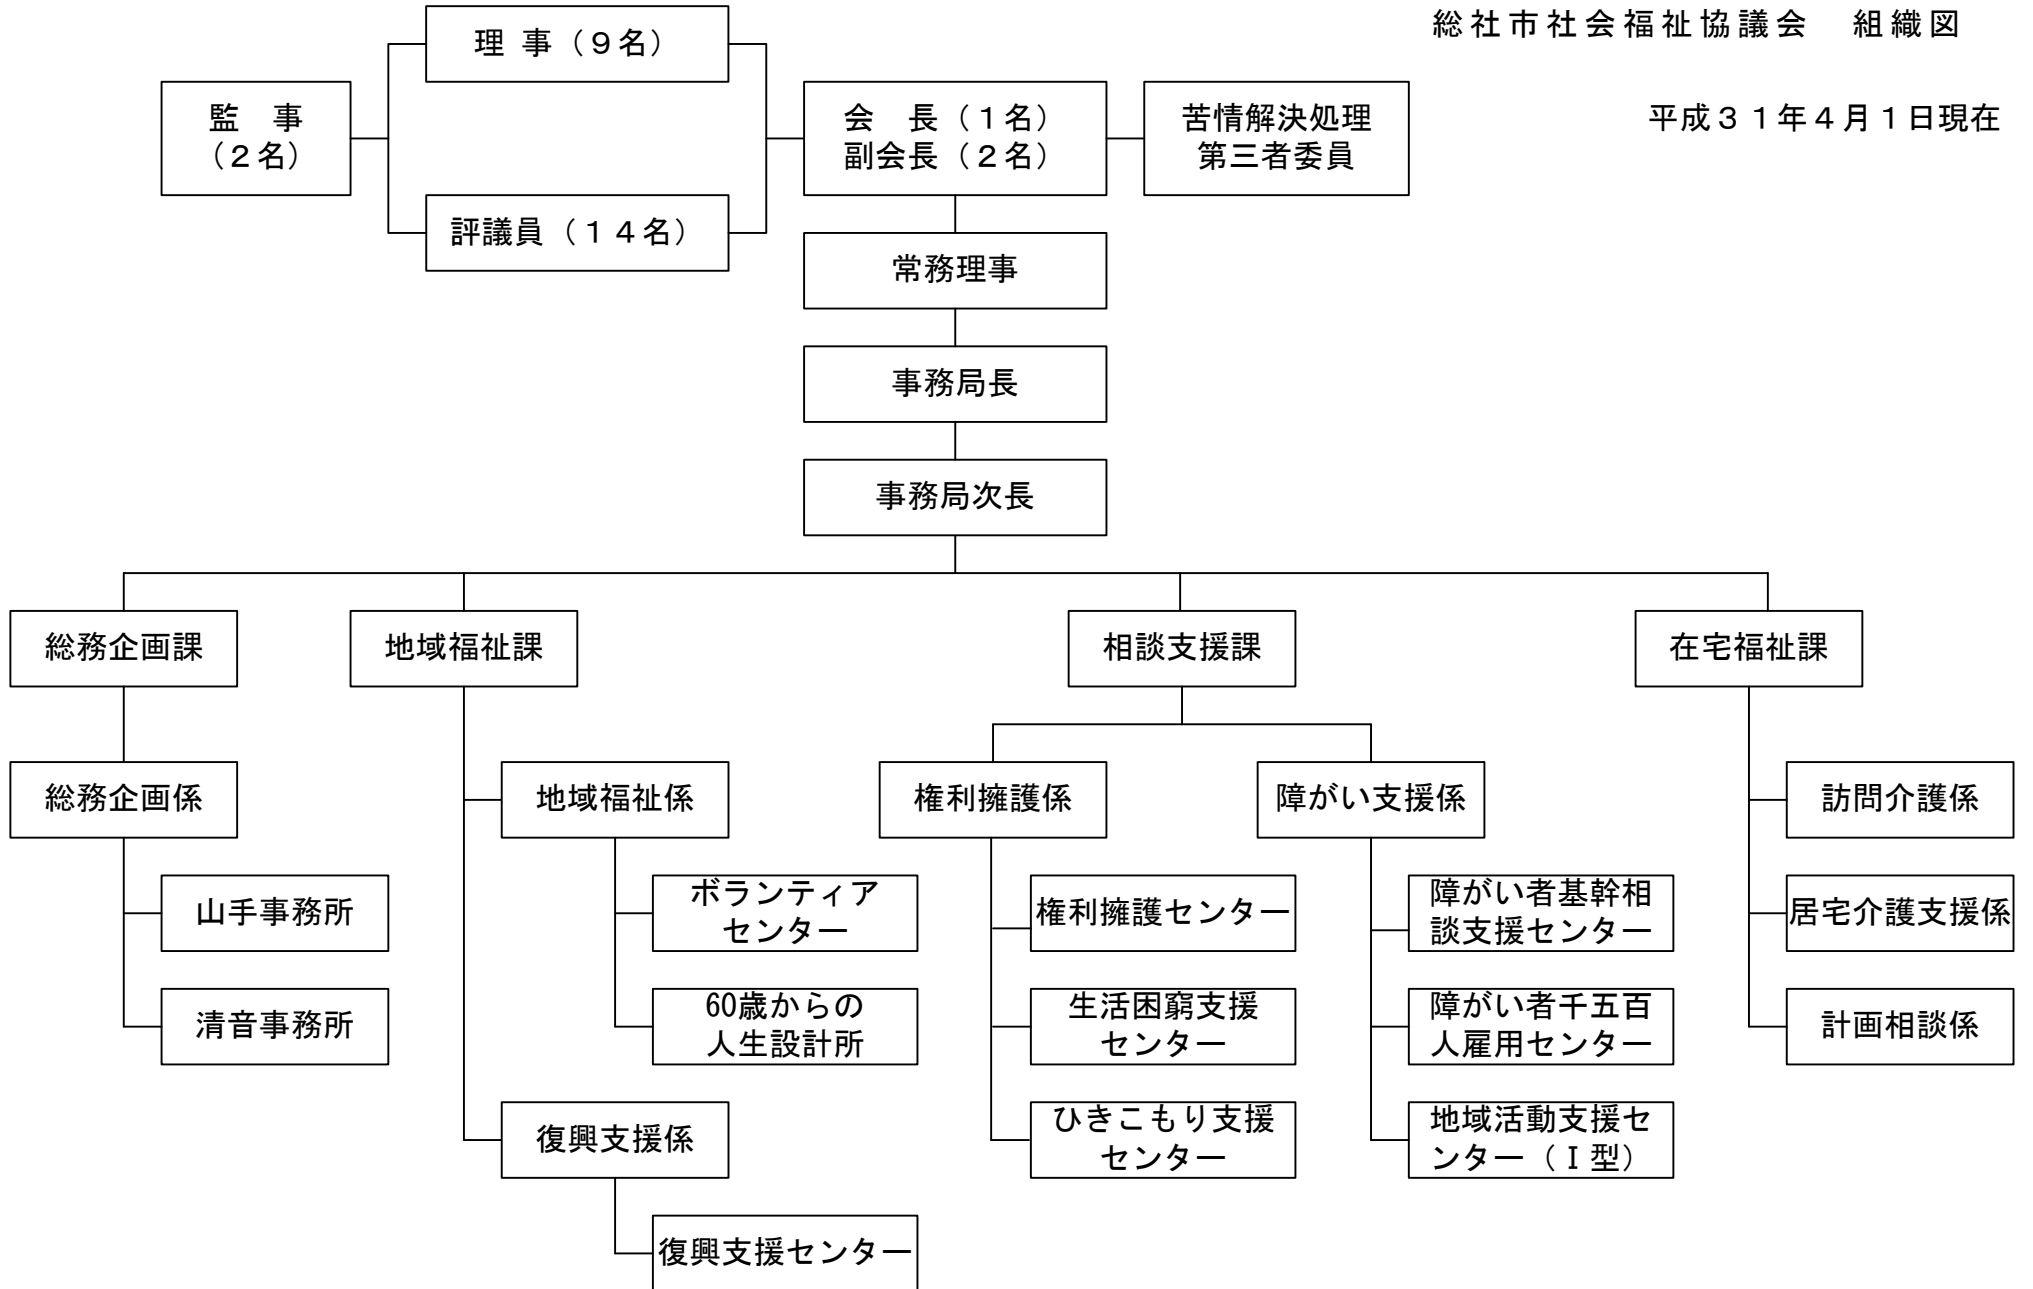 総社市社会福祉協議会　組織図
平成３１年４月１日現在
理 事（９名）
監　事
（２名）
会　長（１名）
副会長（２名）
苦情解決処理
第三者委員
評議員（１４名）
常務理事
事務局長
事務局次長
総務企画課
地域福祉課
相談支援課
在宅福祉課
総務企画係
地域福祉係
権利擁護係
障がい支援係
訪問介護係
山手事務所
ボランティア
センター
権利擁護センター
障がい者基幹相
談支援センター
居宅介護支援係
清音事務所
60歳からの
人生設計所
生活困窮支援
センター
障がい者千五百
人雇用センター
計画相談係
復興支援係
ひきこもり支援
センター
地域活動支援セ
ンター（Ⅰ型）
復興支援センター